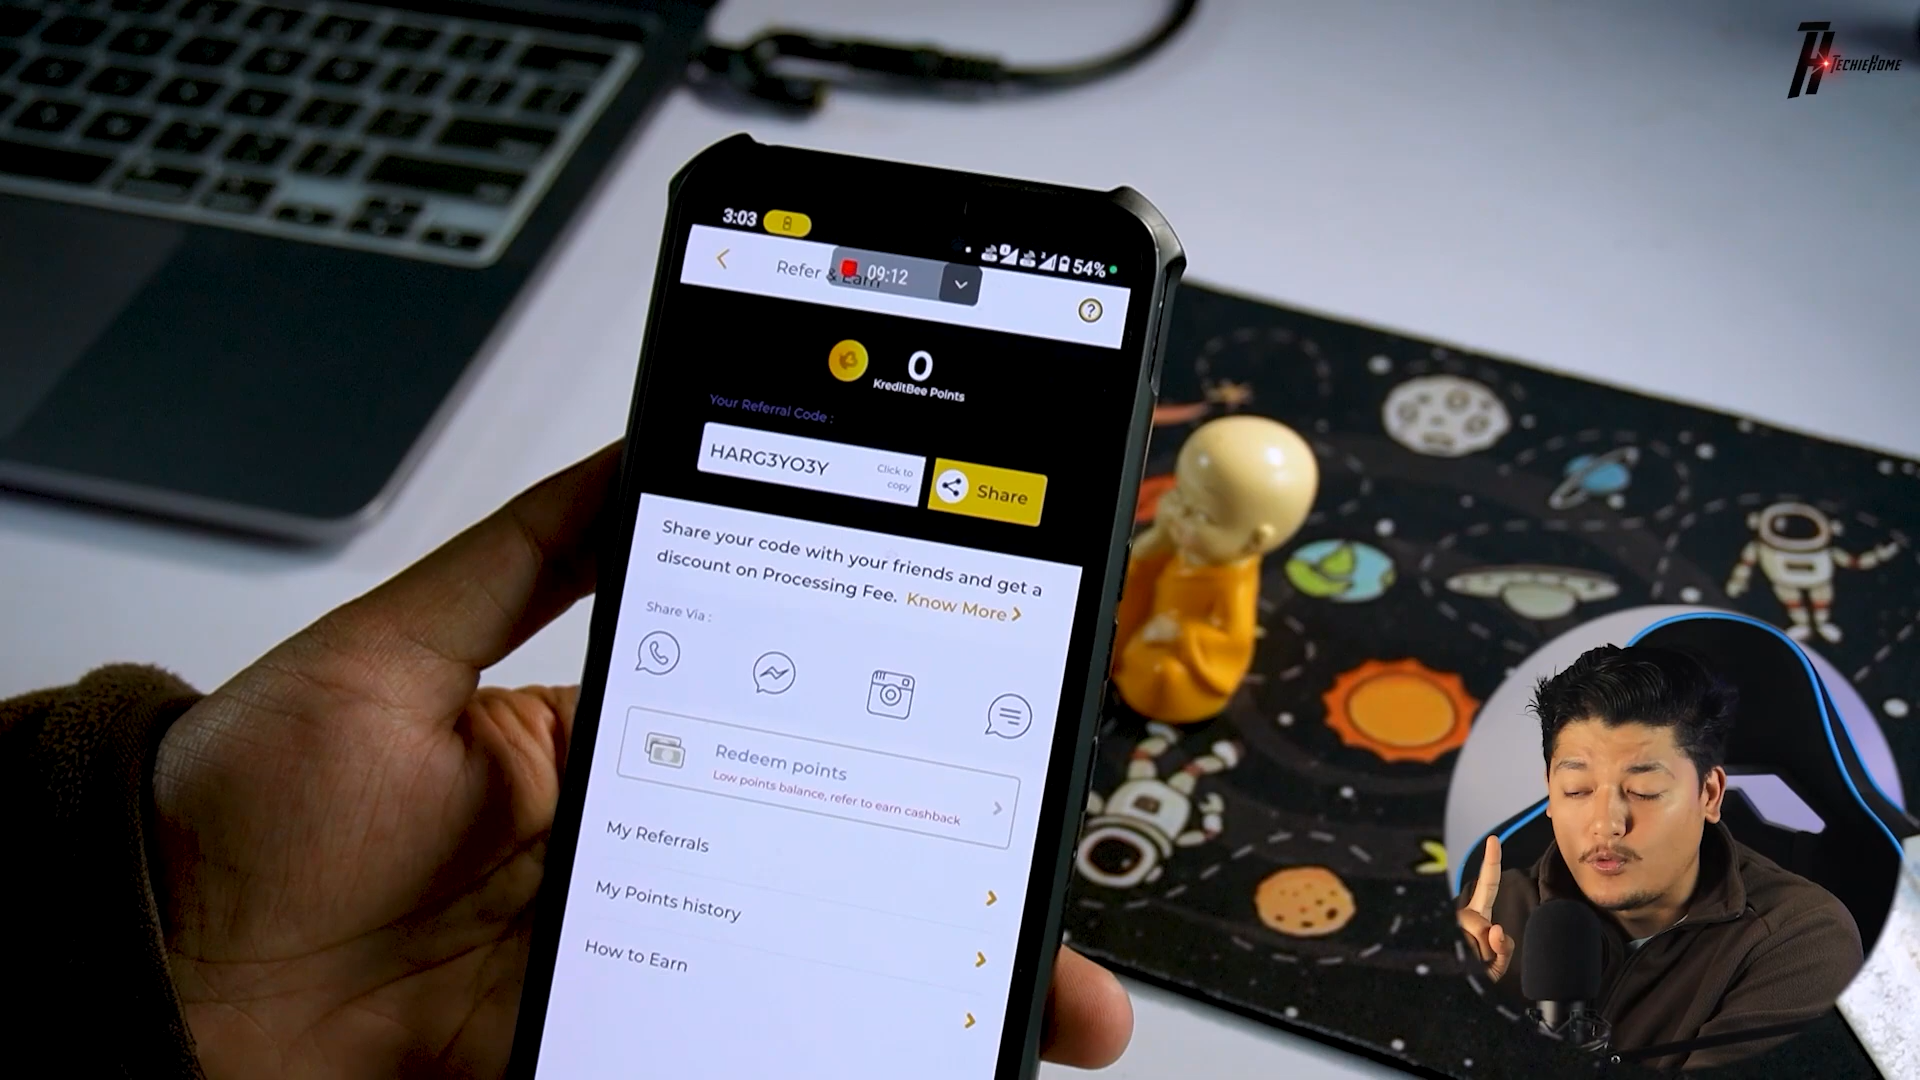 TECHIEHOME
3:03
54%
Refer & Earn
09:12
0
KreditBee Points
Your Referral Code :
HARG3YO3Y
Click to
copy
Share
Share your code with your friends and get a
discount on Processing Fee. Know More
Share Via :
Redeem points
Low points balance, refer to earn cashback
My Referrals
My Points history
How to Earn